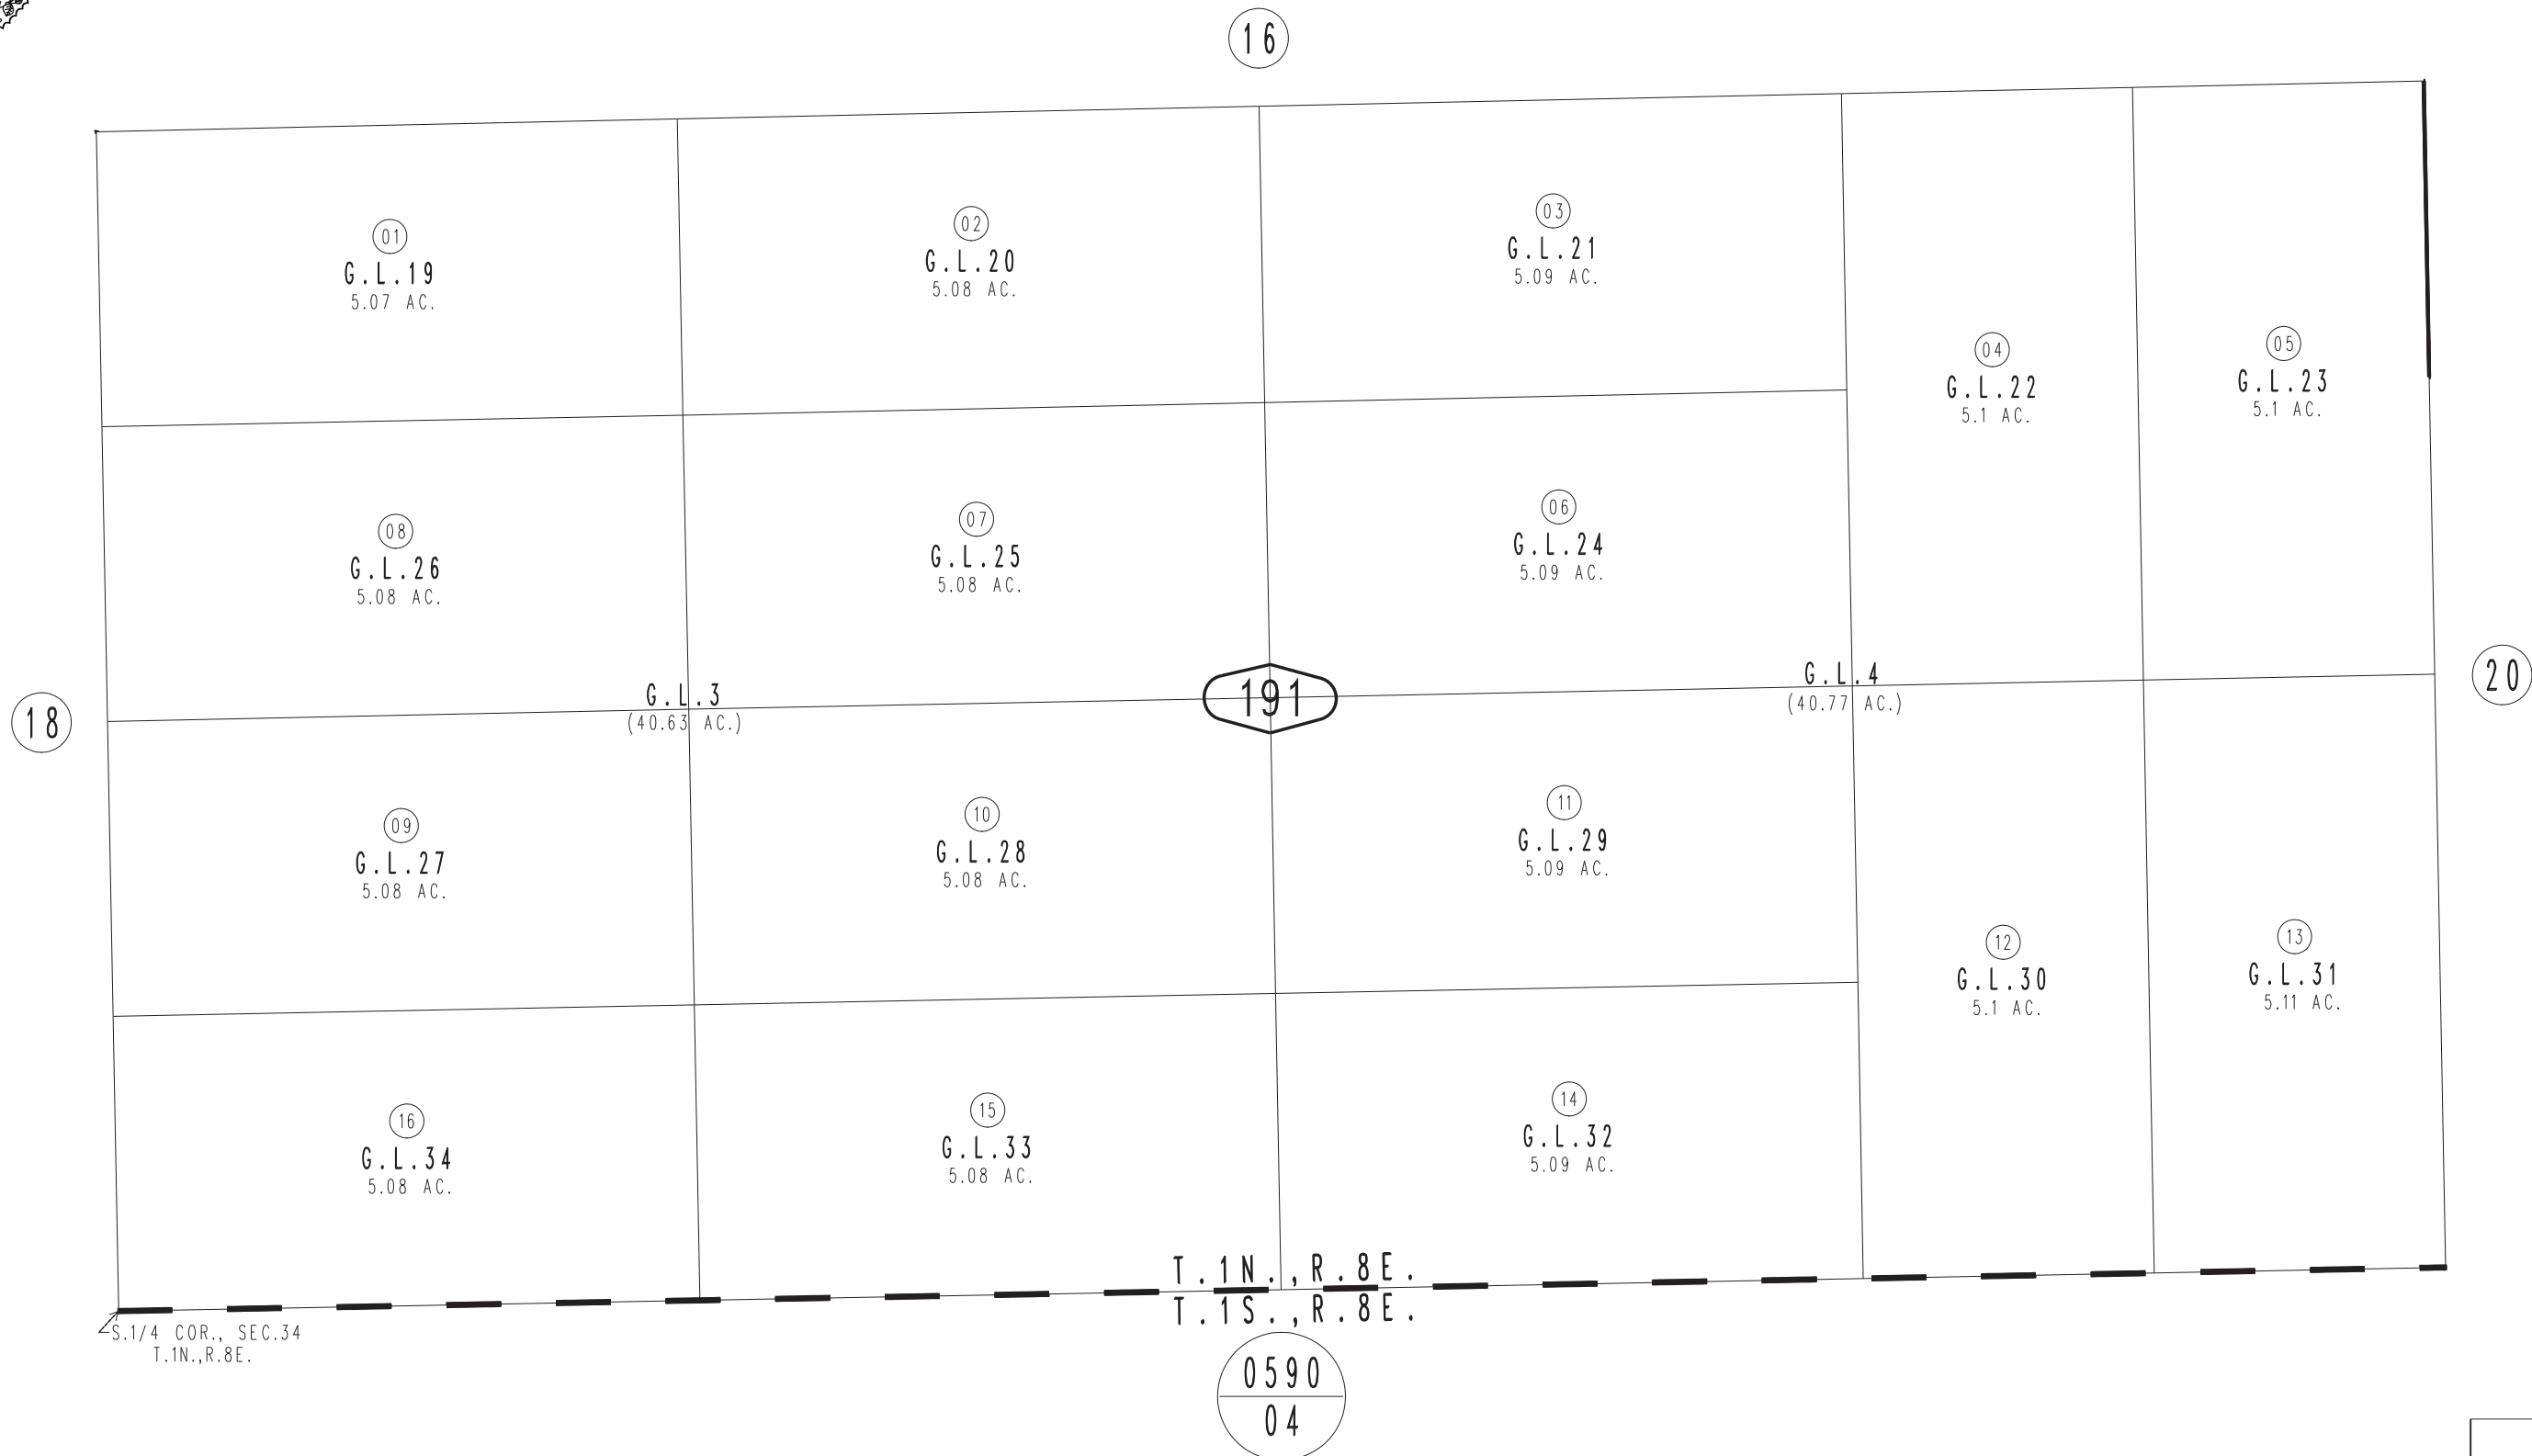 16
01
G.L.19
5.07 AC.
02
G.L.20
5.08 AC.
03
G.L.21
5.09 AC.
04
G.L.22
5.1 AC.
05
G.L.23
5.1 AC.
08
G.L.26
5.08 AC.
07
G.L.25
5.08 AC.
06
G.L.24
5.09 AC.
18
G.L.3
(40.63 AC.)
191
G.L.4
(40.77 AC.)
20
09
G.L.27
5.08 AC.
10
G.L.28
5.08 AC.
11
G.L.29
5.09 AC.
12
G.L.30
5.1 AC.
13
G.L.31
5.11 AC.
16
G.L.34
5.08 AC.
15
G.L.33
5.08 AC.
14
G.L.32
5.09 AC.
T.1N.,R.8E.
T.1S.,R.8E.
S.1/4 COR., SEC.34
T.1N.,R.8E.
0590
04